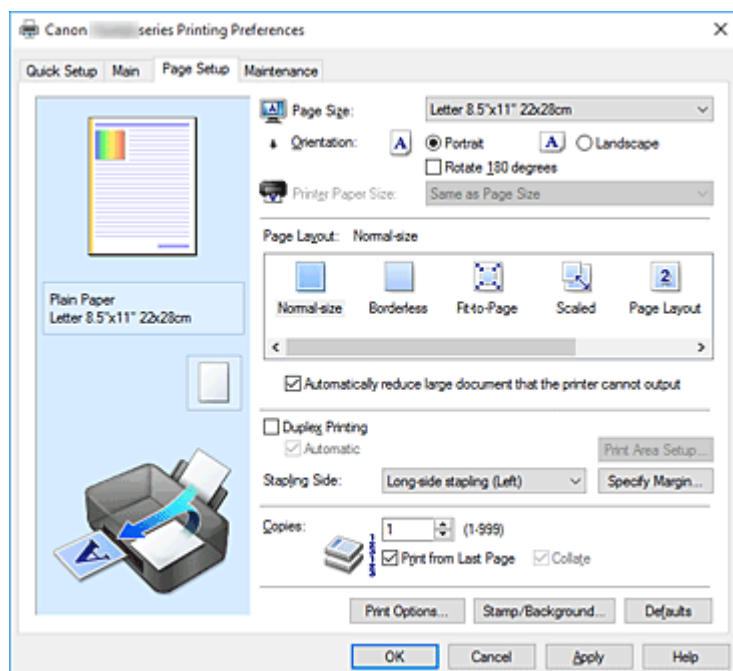 Canon series Printing Preferences
Quick Setup Main Page Setup Maintenance
Page Size: Letter 8.5"x11" 22x28cm
Orientation: A Portrait A Landscape
Rotate 180 degrees
Printer Paper Size: Same as Page Size
Page Layout: Normal-size
Normal-size Borderless Fit-to-Page Scaled Page Layout
Plain Paper
Letter 8.5"x11" 22x28cm
Automatically reduce large document that the printer cannot output
Duplex Printing
Automatic Print Area Setup...
Stapling Side: Long-side stapling (Left) Specify Margin...
Copies: 1 (1-999)
Print from Last Page Collate
Print Options... Stamp/Background... Defaults
OK Cancel Apply Help